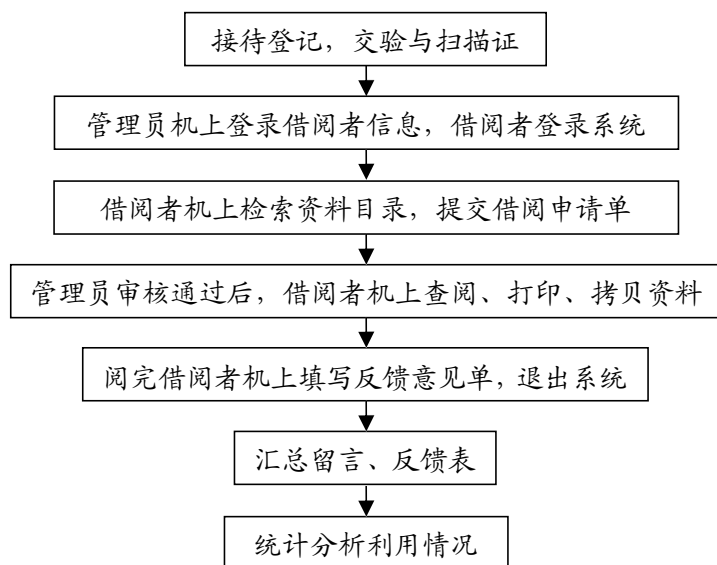 接待登记，交验与扫描证
管理员机上登录借阅者信息，借阅者登录系统
借阅者机上检索资料目录，提交借阅申请单
管理员审核通过后，借阅者机上查阅、打印、拷贝资料
阅完借阅者机上填写反馈意见单，退出系统
汇总留言、反馈表
统计分析利用情况